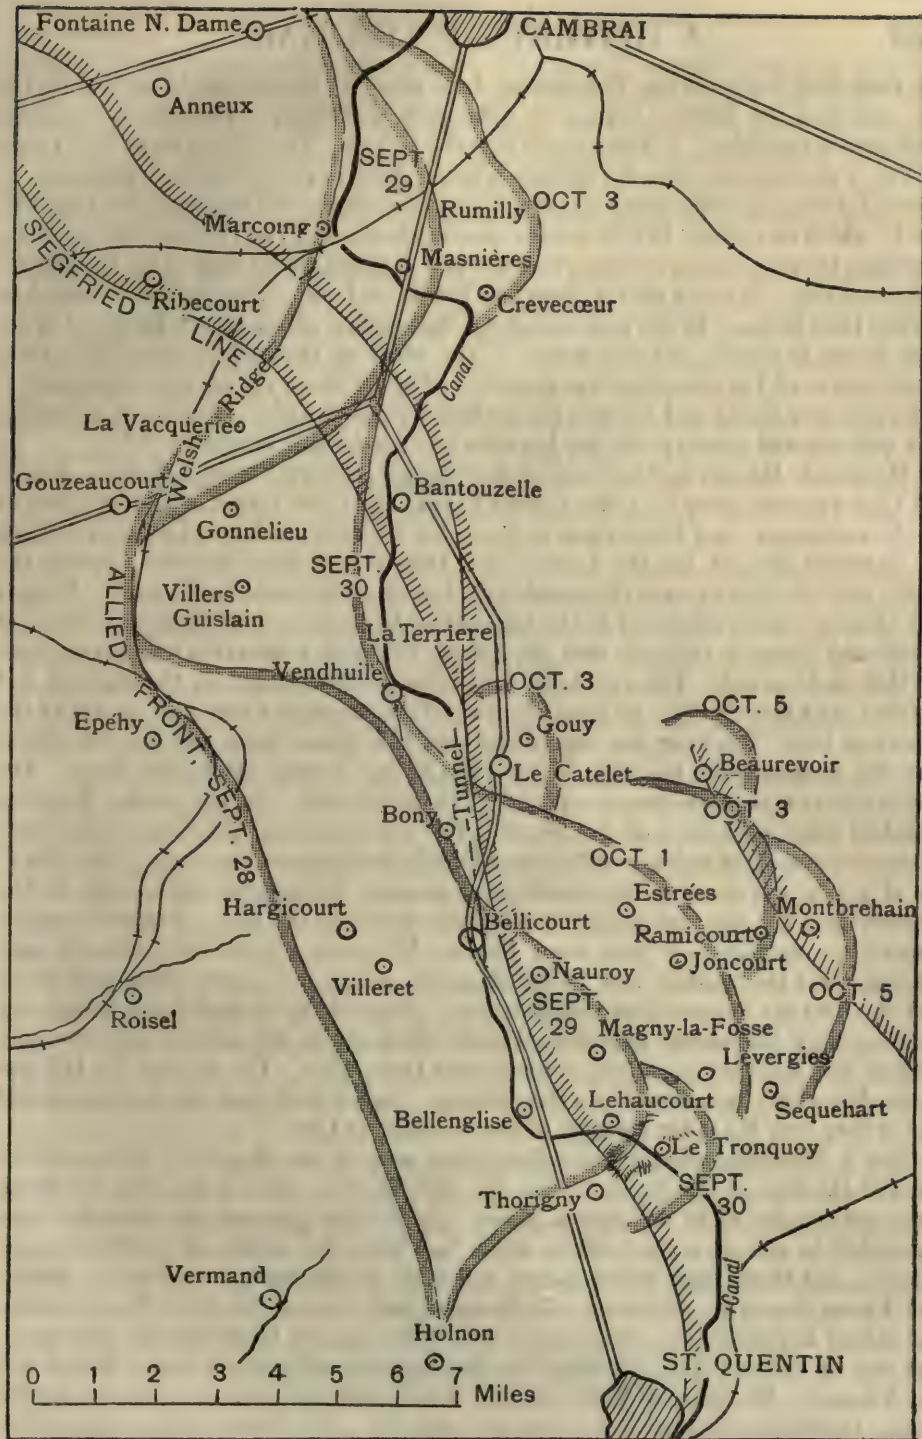 Fontaine N. Dame
CAMBRAI
Anneux
SEPT
29
OCT 3
Marcoing
Rumilly
SIEGFRIED
LINE
Masnières
Ribecourt
Crevecœur
Canal
Welsh Ridge
La Vacquerie
Gouzeaucourt
Bantouzelle
Gonnelieu
ALLIED
FRONT, SEPT. 28
SEPT.
30
Villers
Guislain
La Terriere
Vendhuile
OCT. 3
OCT. 5
Epéhy
Gouy
Beaurevoir
Le Catelet
Tunnel
OCT 3
Bony
OCT. 1
Estrées
Hargicourt
Bellicourt
Montbrehain
Ramicourt
Villeret
Nauroy
Joncourt
SEPT.
29
OCT. 5
Roisel
Magny-la-Fosse
Levergies
Bellenglise
Lehaucourt
Sequehart
Le Tronquoy
Thorigny
SEPT.
30
Vermand
Canal
Holnon
ST. QUENTIN
0 1 2 3 4 5 6 7
Miles